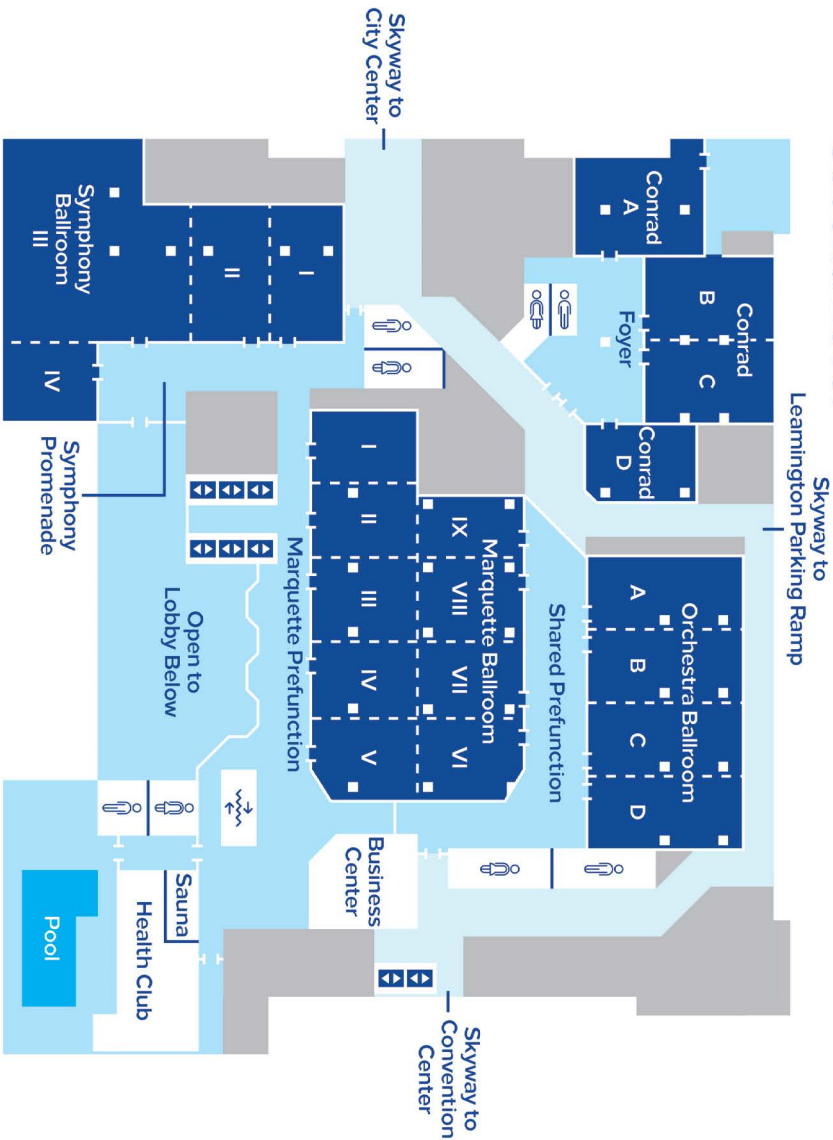 Skyway to
City Center
Skyway to
Leamington Parking Ramp
Conrad
A
Conrad
B
C
Foyer
Conrad
D
Orchestra Ballroom
A
B
C
D
Shared Prefunction
Marquette Ballroom
IX
VIII
VII
VI
I
II
III
IV
V
Marquette Prefunction
Symphony
Ballroom
III
II
I
IV
Symphony
Promenade
Open to
Lobby Below
Business
Center
Skyway to
Convention
Center
Sauna
Health Club
Pool